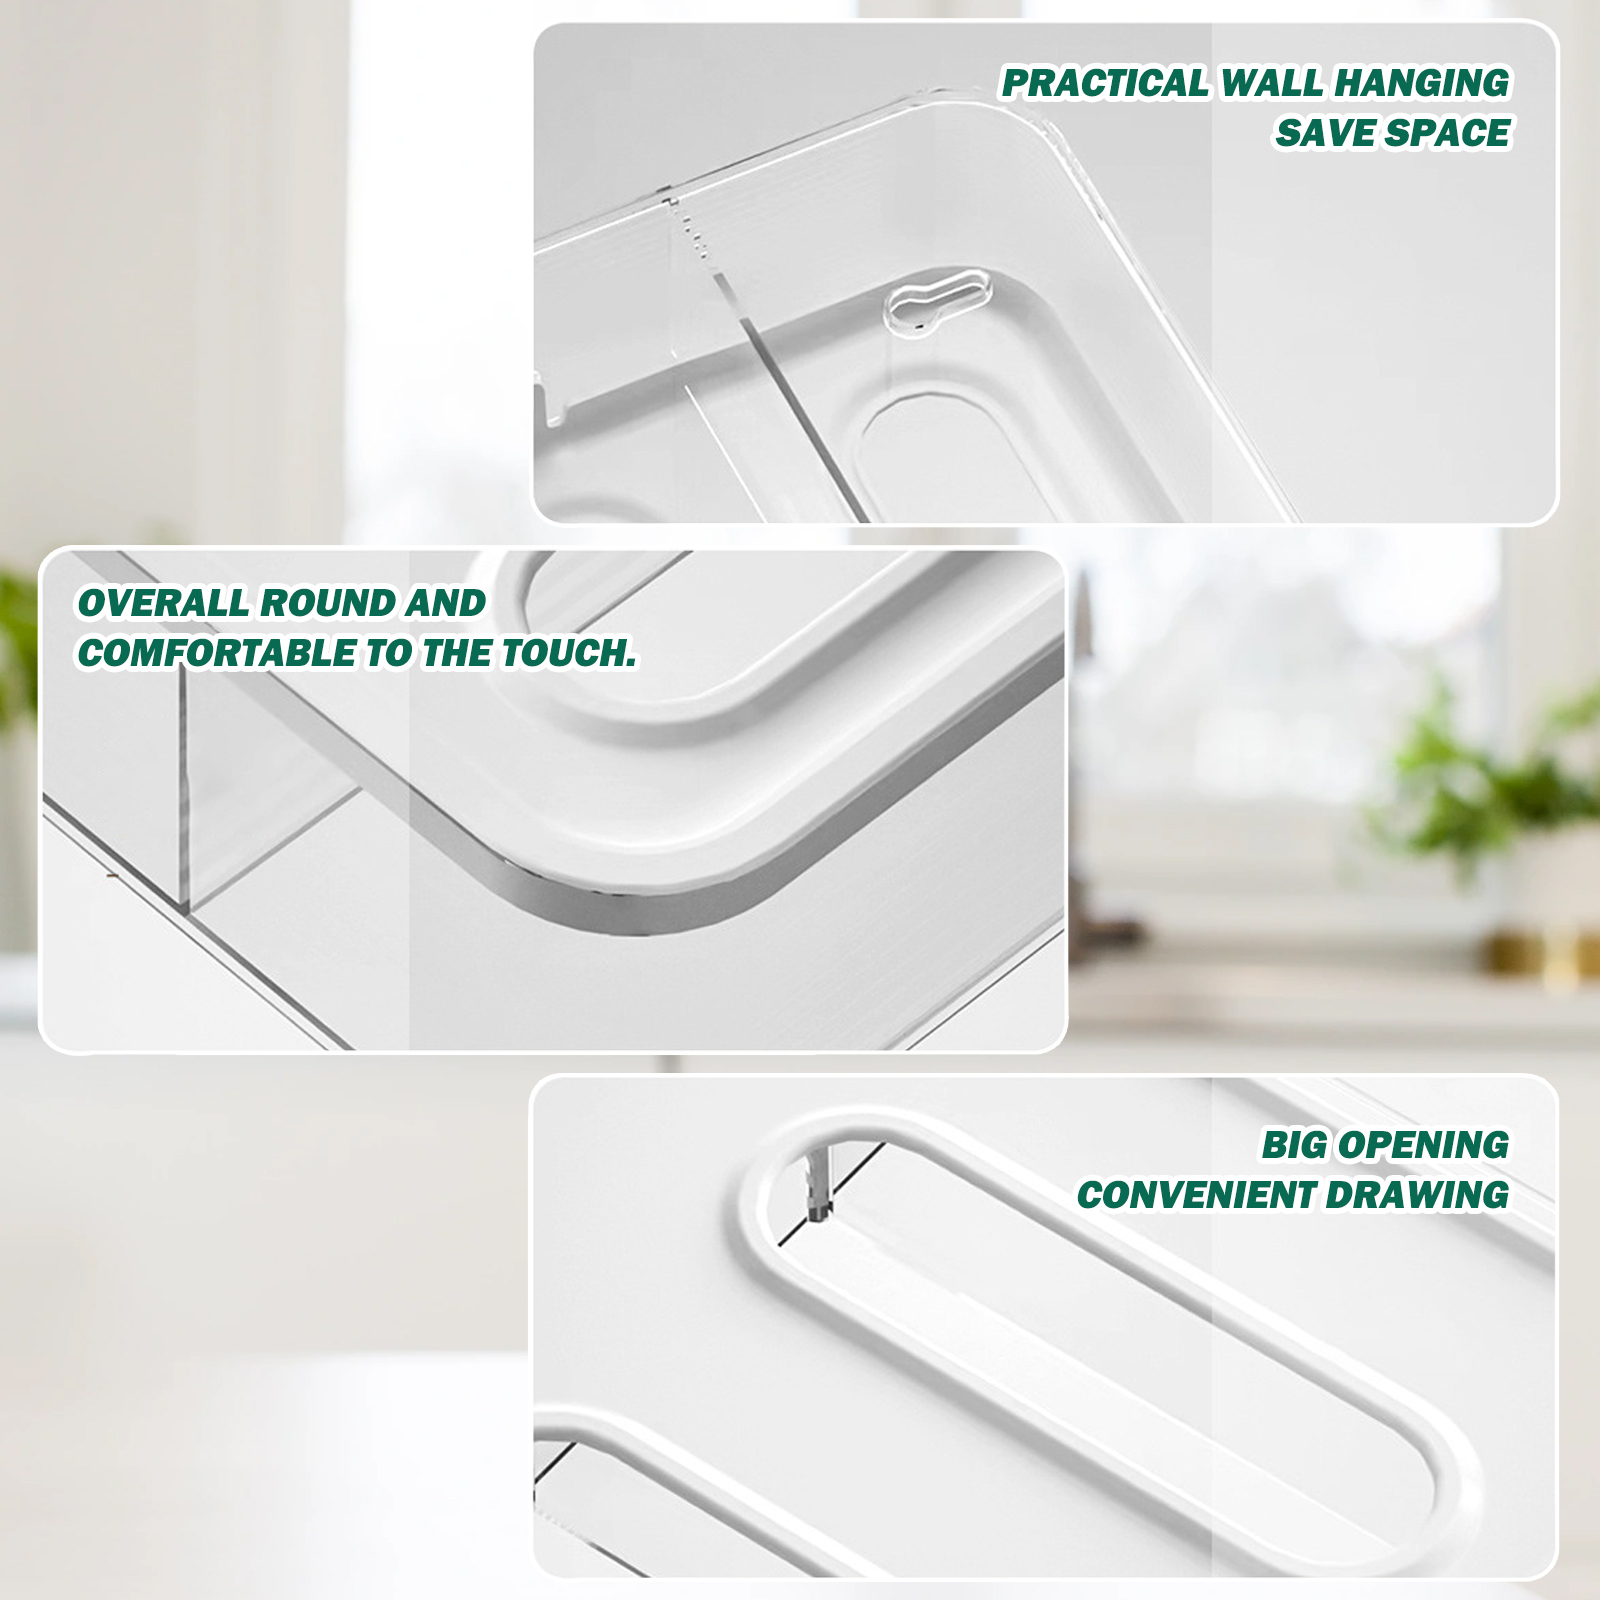 PRACTICAL WALL HANGING
SAVE SPACE
OVERALL ROUND AND
COMFORTABLE TO THE TOUCH.
BIG OPENING
CONVENIENT DRAWING